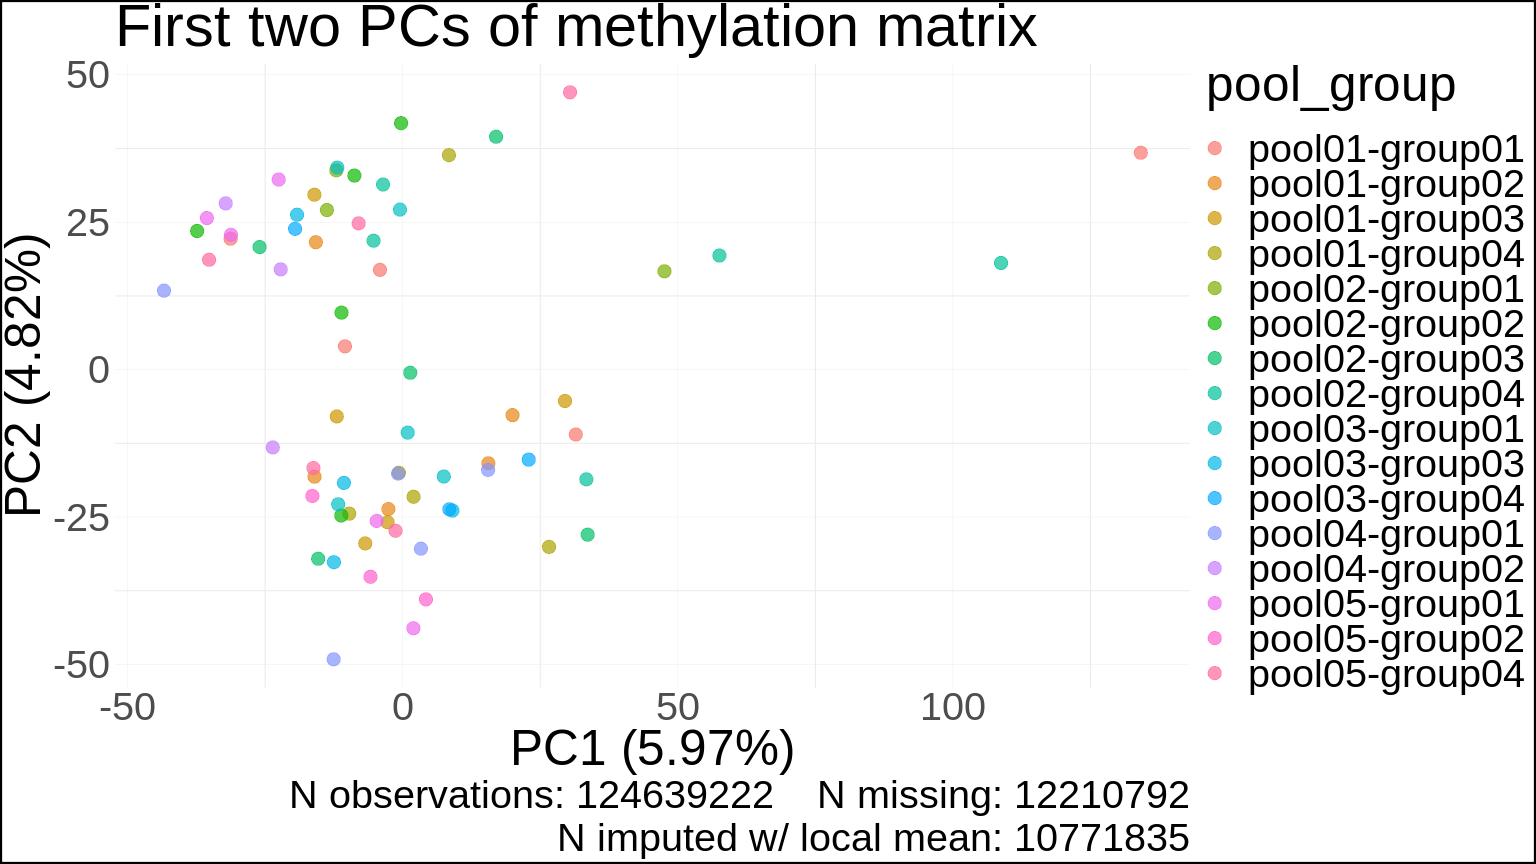 First two PCs of methylation matrix
50
25
0
-25
-50
PC2 (4.82%)
-50
0
50
100
PC1 (5.97%)
pool_group
pool01-group01
pool01-group02
pool01-group03
pool01-group04
pool02-group01
pool02-group02
pool02-group03
pool02-group04
pool03-group01
pool03-group03
pool03-group04
pool04-group01
pool04-group02
pool05-group01
pool05-group02
pool05-group04
N observations: 124639222 N missing: 12210792
N imputed w/ local mean: 10771835